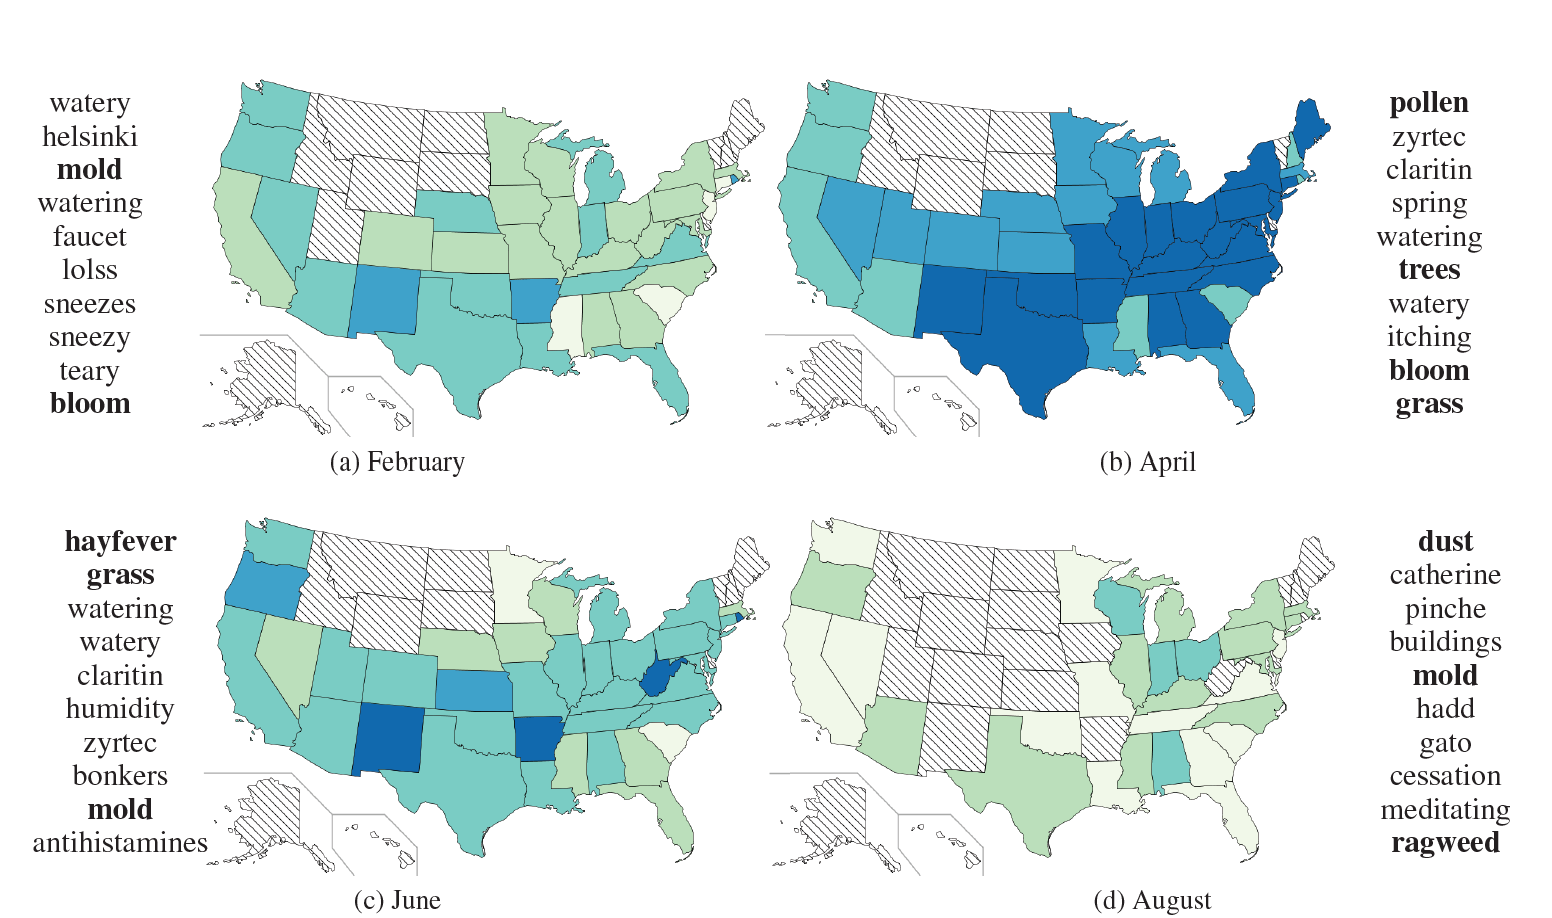 watery
helsinki
mold
watering
faucet
lolss
sneezes
sneezy
teary
bloom
(a) February
pollen
zyrtec
claritin
spring
watering
trees
watery
itching
bloom
grass
(b) April
hayfever
grass
watering
watery
claritin
humidity
zyrtec
bonkers
mold
antihistamines
(c) June
dust
catherine
pinche
buildings
mold
hadd
gato
cessation
meditating
ragweed
(d) August